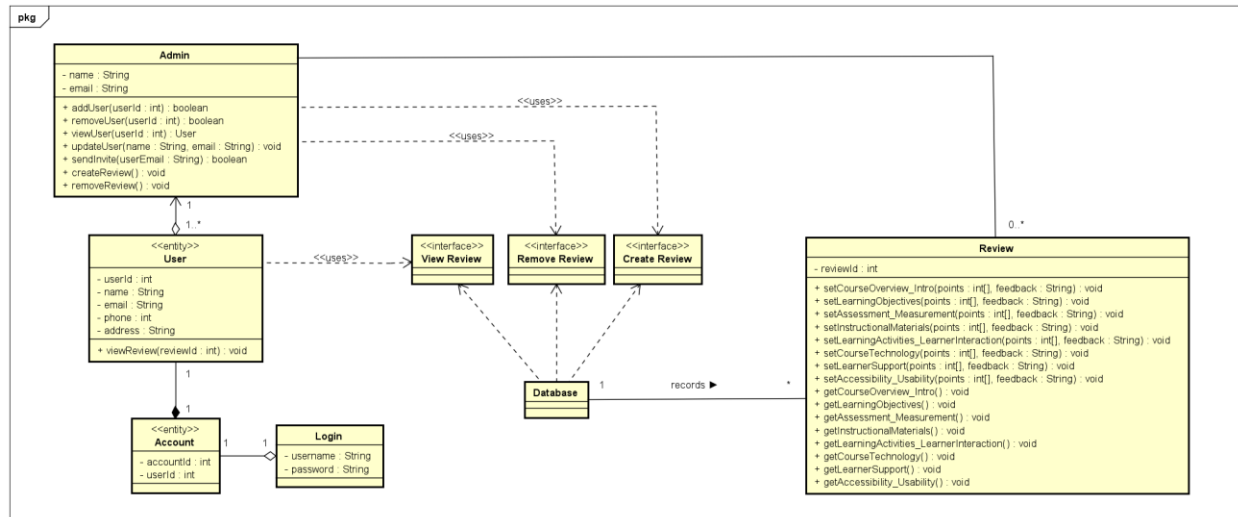 pkg
Admin
- name : String
- email : String
+ addUser(userId : int) : boolean
+ removeUser(userId : int) : boolean
+ viewUser(userId : int) : User
+ updateUser(name : String, email : String) : void
+ sendInvite(userEmail : String) : boolean
+ createReview() : void
+ removeReview() : void
<<uses>>
<<uses>>
1
1..*
0..*
<<entity>>
User
- userId : int
- name : String
- email : String
- phone : int
- address : String
+ viewReview(reviewId : int) : void
<<uses>>
<<interface>>
View Review
<<interface>>
Remove Review
<<interface>>
Create Review
Review
- reviewId : int
+ setCourseOverview_Intro(points : int[], feedback : String) : void
+ setLearningObjectives(points : int[], feedback : String) : void
+ setAssessment_Measurement(points : int[], feedback : String) : void
+ setInstructionalMaterials(points : int[], feedback : String) : void
+ setLearningActivities_LearnerInteraction(points : int[], feedback : String) : void
+ setCourseTechnology(points : int[], feedback : String) : void
+ setLearnerSupport(points : int[], feedback : String) : void
+ setAccessibility_Usability(points : int[], feedback : String) : void
+ getCourseOverview_Intro() : void
+ getLearningObjectives() : void
+ getAssessment_Measurement() : void
+ getInstructionalMaterials() : void
+ getLearningActivities_LearnerInteraction() : void
+ getCourseTechnology() : void
+ getLearnerSupport() : void
+ getAccessibility_Usability() : void
Database
1 records ▶ *
1
1
<<entity>>
Account
- accountId : int
- userId : int
1 1
Login
- username : String
- password : String